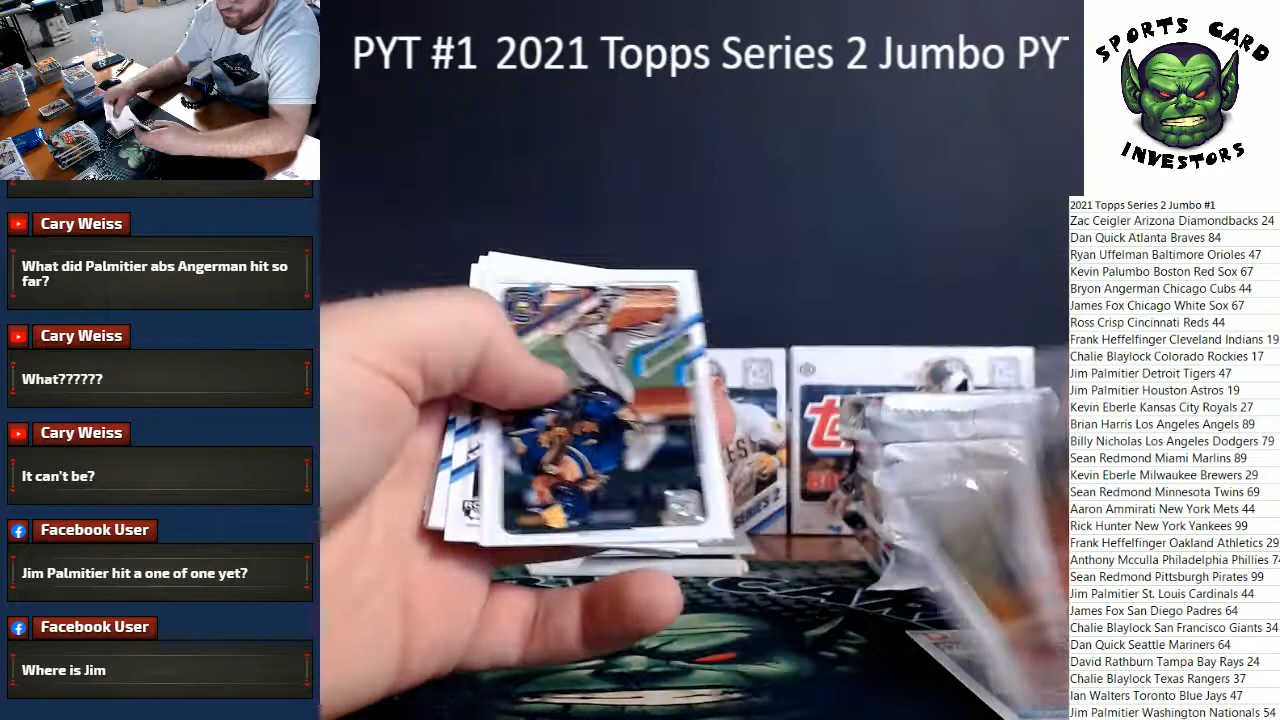 PYT #1 2021 Topps Series 2 Jumbo PYT
SPORTS CARD
INVESTORS
Cary Weiss
What did Palmitier abs Angerman hit so
far?
Cary Weiss
What??????
Cary Weiss
It can't be?
Facebook User
Jim Palmitier hit a one of one yet?
Facebook User
Where is Jim
2021 Topps Series 2 Jumbo #1
Zac Ceigler Arizona Diamondbacks 24
Dan Quick Atlanta Braves 84
Ryan Uffelman Baltimore Orioles 47
Kevin Palumbo Boston Red Sox 67
Bryon Angerman Chicago Cubs 44
James Fox Chicago White Sox 67
Ross Crisp Cincinnati Reds 44
Frank Heffelfinger Cleveland Indians 19
Chalie Blaylock Colorado Rockies 17
Jim Palmitier Detroit Tigers 47
Jim Palmitier Houston Astros 19
Kevin Eberle Kansas City Royals 27
Brian Harris Los Angeles Angels 89
Billy Nicholas Los Angeles Dodgers 79
Sean Redmond Miami Marlins 89
Kevin Eberle Milwaukee Brewers 29
Sean Redmond Minnesota Twins 69
Aaron Ammirati New York Mets 44
Rick Hunter New York Yankees 99
Frank Heffelfinger Oakland Athletics 29
Anthony Mcculla Philadelphia Phillies 7
Sean Redmond Pittsburgh Pirates 99
Jim Palmitier St. Louis Cardinals 44
James Fox San Diego Padres 64
Chalie Blaylock San Francisco Giants 34
Dan Quick Seattle Mariners 64
David Rathburn Tampa Bay Rays 24
Chalie Blaylock Texas Rangers 37
Ian Walters Toronto Blue Jays 47
Jim Palmitier Washington Nationals 54
SERIES 2